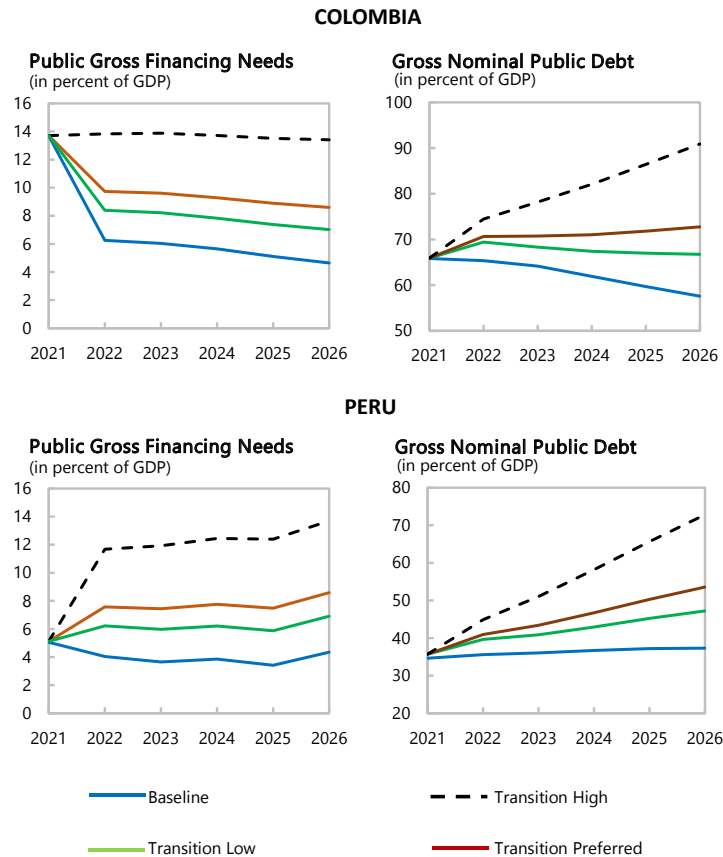 COLOMBIA
Public Gross Financing Needs
(in percent of GDP)
16
14
12
10
8
6
4
2
0
2021 2022 2023 2024 2025 2026
Gross Nominal Public Debt
(in percent of GDP)
100
90
80
70
60
50
2021 2022 2023 2024 2025 2026
PERU
Public Gross Financing Needs
(in percent of GDP)
16
14
12
10
8
6
4
2
0
2021 2022 2023 2024 2025 2026
Gross Nominal Public Debt
(in percent of GDP)
80
70
60
50
40
30
20
2021 2022 2023 2024 2025 2026
Baseline
Transition High
Transition Low
Transition Preferred